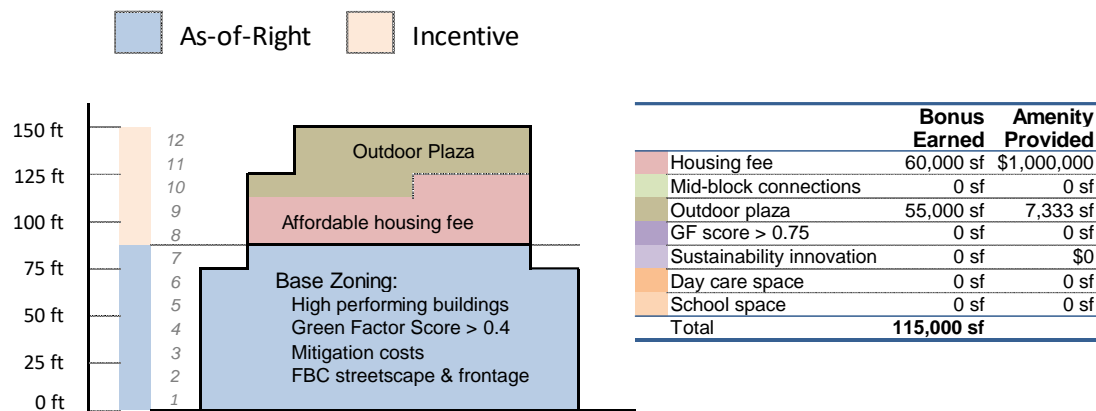 As-of-Right Incentive
150 ft
125 ft
100 ft
75 ft
50 ft
25 ft
0 ft
12
11
10
9
8
7
6
5
4
3
2
1
Outdoor Plaza
Affordable housing fee
Base Zoning:
High performing buildings
Green Factor Score > 0.4
Mitigation costs
FBC streetscape & frontage
Bonus Amenity
Earned Provided
Housing fee 60,000 sf $1,000,000
Mid-block connections 0 sf 0 sf
Outdoor plaza 55,000 sf 7,333 sf
GF score > 0.75 0 sf 0 sf
Sustainability innovation 0 sf $0
Day care space 0 sf 0 sf
School space 0 sf 0 sf
Total 115,000 sf